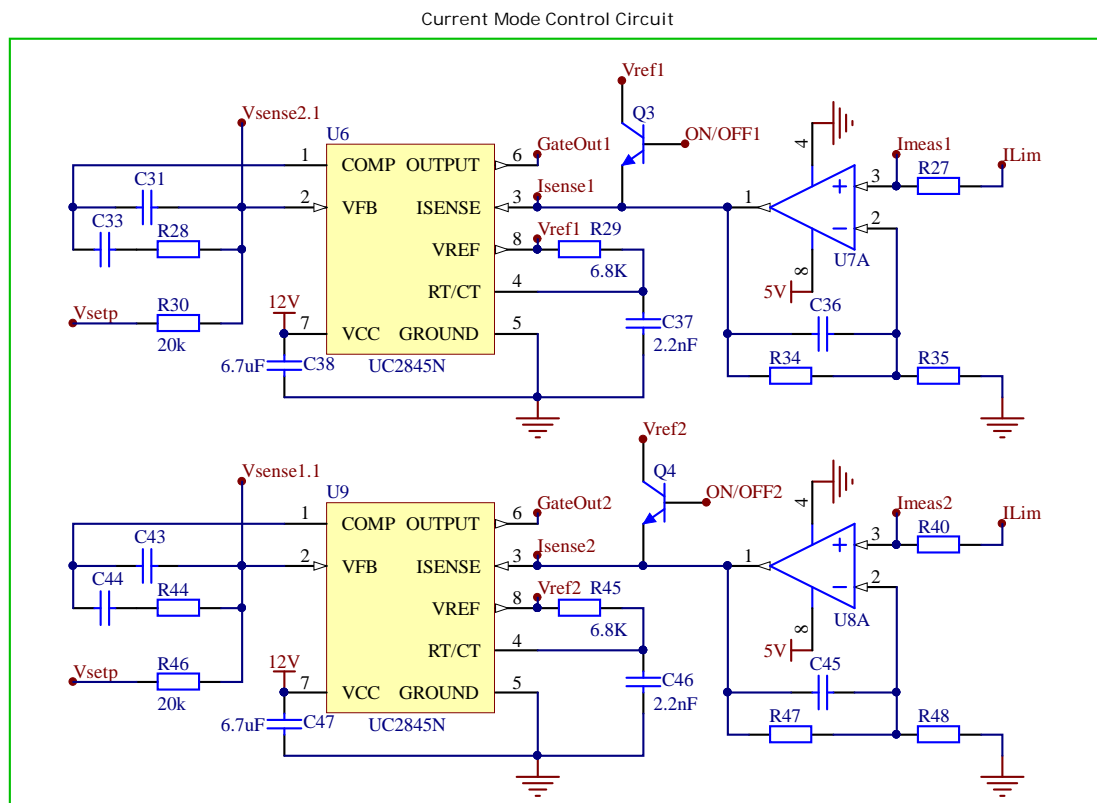 Current Mode Control Circuit
Vref1
Q3
Vsense2.1
U6
GateOut1
ON/OFF1
4
Imeas1
ILim
1
COMP
OUTPUT
6
C31
Isense1
3
R27
2
VFB
ISENSE
3
1
+
2
C33
R28
Vref1
R29
−
U7A
VREF
8
6.8K
8
5V
4
RT/CT
C36
Vsetp
R30
12V
C37
20k
7
VCC
GROUND
5
2.2nF
6.7uF
C38
UC2845N
R34
R35
Vref2
Q4
Vsense1.1
U9
GateOut2
ON/OFF2
4
Imeas2
ILim
1
COMP
OUTPUT
6
C43
Isense2
3
R40
2
VFB
ISENSE
3
1
+
2
C44
R44
Vref2
R45
−
U8A
VREF
8
6.8K
8
5V
4
RT/CT
C45
Vsetp
R46
12V
C46
20k
7
VCC
GROUND
5
2.2nF
6.7uF
C47
UC2845N
R47
R48